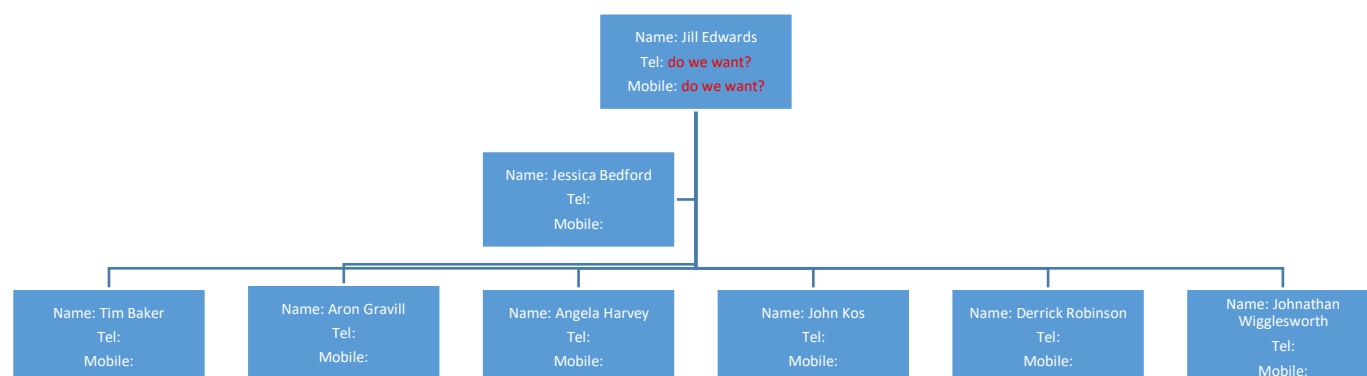 Name: Jill Edwards
Tel: do we want?
Mobile: do we want?
Name: Jessica Bedford
Tel:
Mobile:
Name: Tim Baker
Tel:
Mobile:
Name: Aron Gravill
Tel:
Mobile:
Name: Angela Harvey
Tel:
Mobile:
Name: John Kos
Tel:
Mobile:
Name: Derrick Robinson
Tel:
Mobile:
Name: Johnathan
Wigglesworth
Tel:
Mobile: